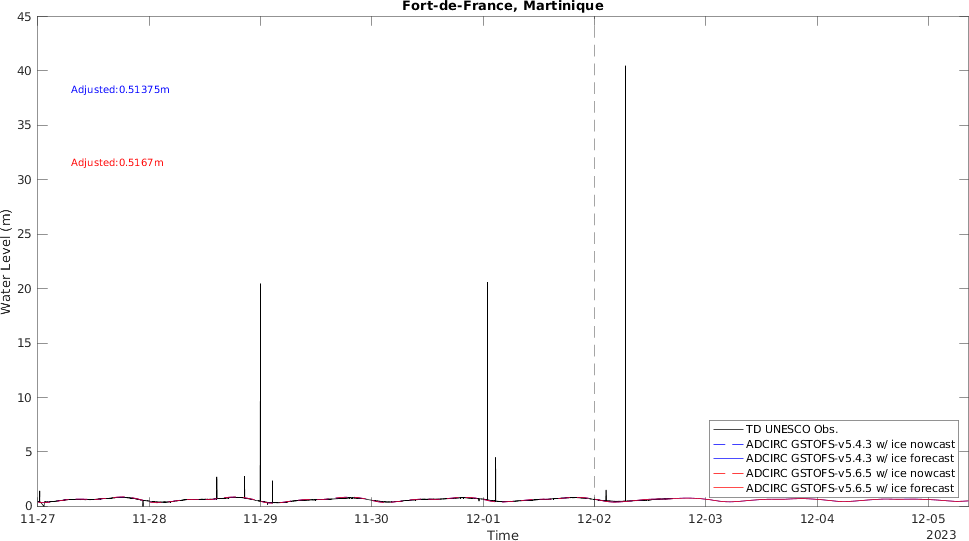 Fort-de-France, Martinique
45
40
35
30
25
20
15
10
5
0
Water Level (m)
Adjusted:0.51375m
Adjusted:0.5167m
TD UNESCO Obs.
ADCIRC GSTOFS-v5.4.3 w/ ice nowcast
ADCIRC GSTOFS-v5.4.3 w/ ice forecast
ADCIRC GSTOFS-v5.6.5 w/ ice nowcast
ADCIRC GSTOFS-v5.6.5 w/ ice forecast
11-27 11-28 11-29 11-30 12-01 12-02 12-03 12-04 12-05
Time
2023